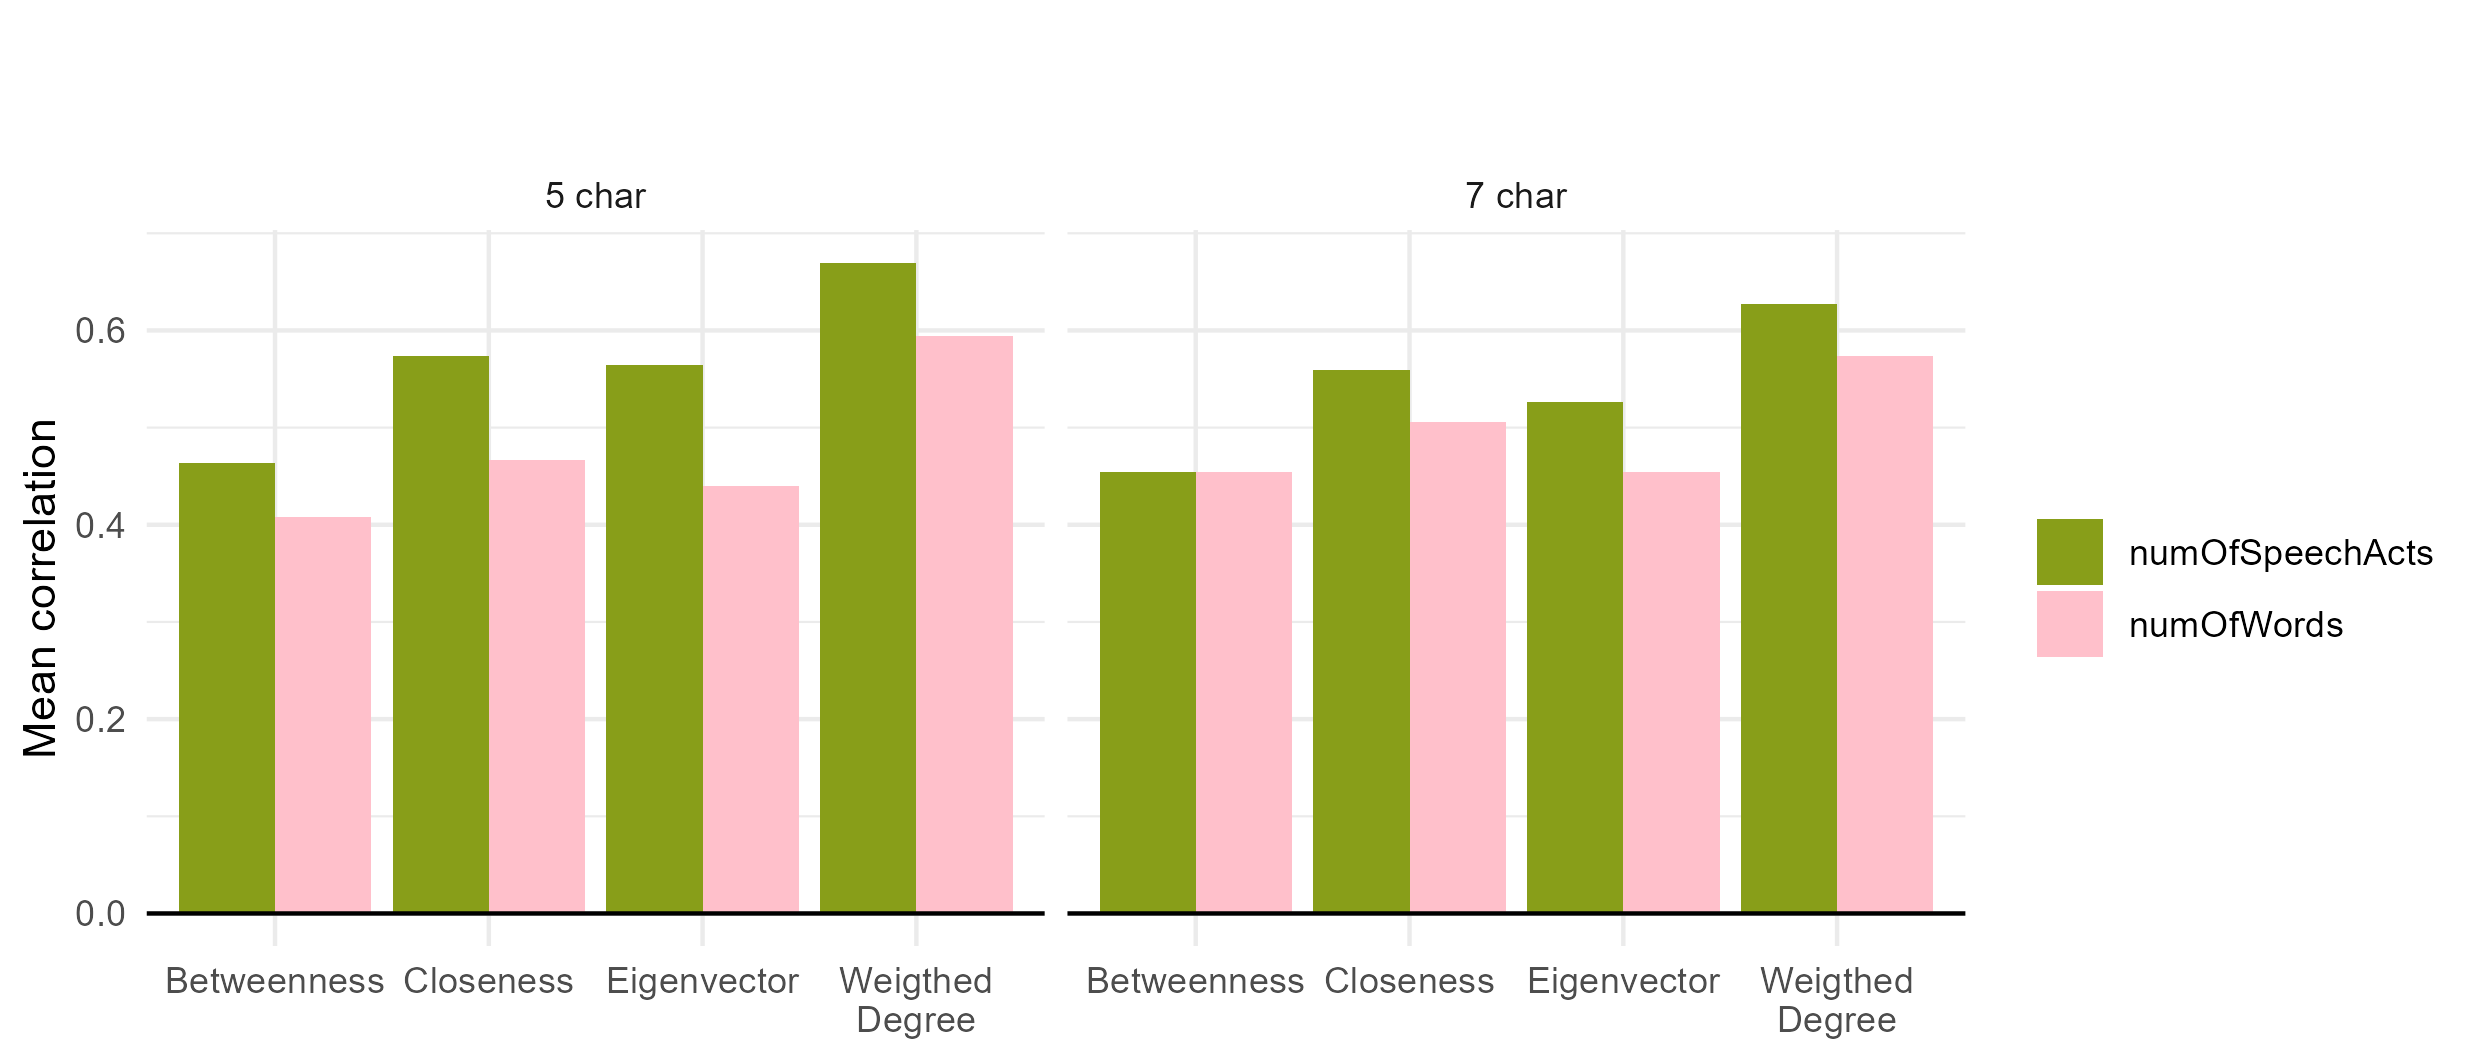 5 char
7 char
Mean correlation
0.6
0.4
0.2
0.0
Betweenness Closeness Eigenvector Weigthed
Degree
Betweenness Closeness Eigenvector Weigthed
Degree
numOfSpeechActs
numOfWords